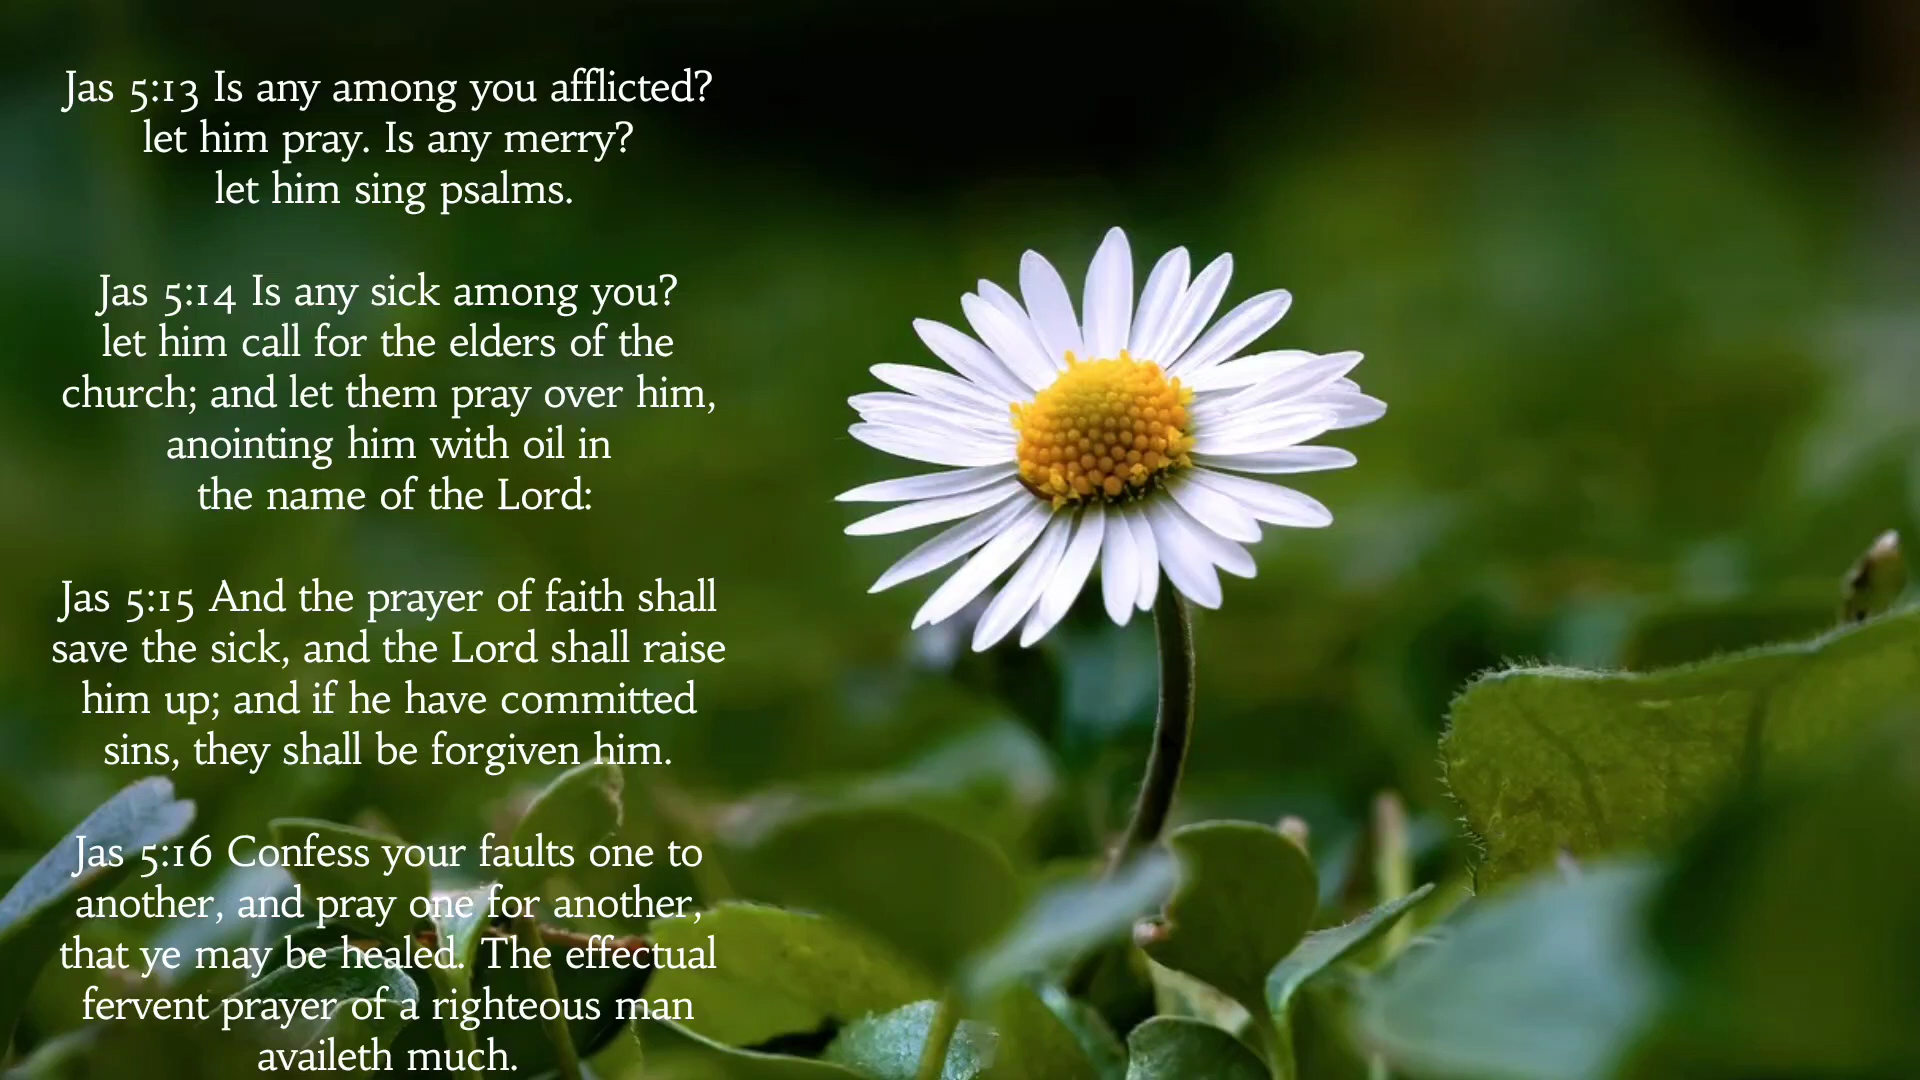 Jas 5:13 Is any among you afflicted?
let him pray. Is any merry?
let him sing psalms.
Jas 5:14 Is any sick among you?
let him call for the elders of the
church; and let them pray over him,
anointing him with oil in
the name of the Lord:
Jas 5:15 And the prayer of faith shall
save the sick, and the Lord shall raise
him up; and if he have committed
sins, they shall be forgiven him.
Jas 5:16 Confess your faults one to
another, and pray one for another,
that ye may be healed. The effectual
fervent prayer of a righteous man
availeth much.